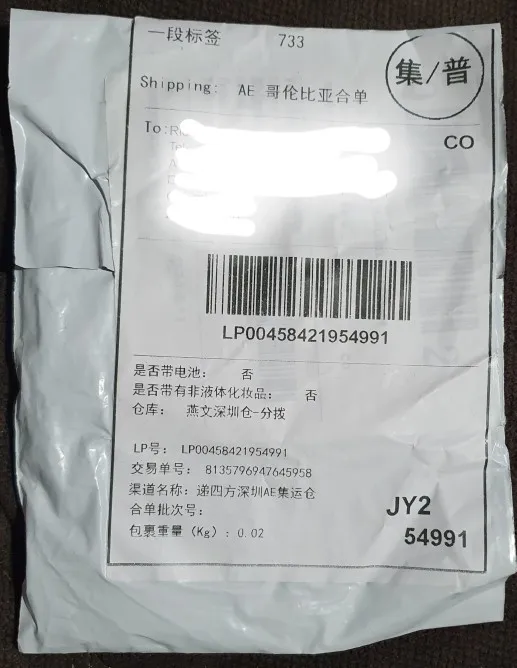 一段标签 733
集/普
Shipping: AE 哥伦比亚合单
To:
CO
LP00458421954991
是否带电池： 否
是否带有非液体化妆品： 否
仓库： 燕文深圳仓-分拨
LP号： LP00458421954991
交易单号： 8135796947645958
渠道名称：递四方深圳AE集运仓
合单批次号：
包裹重量（Kg）：0.02
JY2
54991